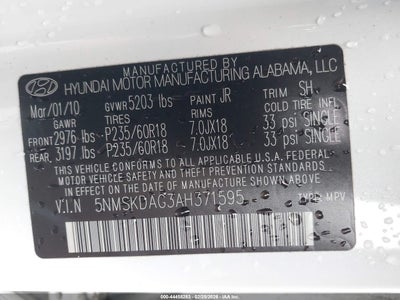 MANUFACTURED BY
HYUNDAI MOTOR MANUFACTURING ALABAMA, LLC
Mar/01/10 GVWR 5203 lbs PAINT JR TRIM SH
GAWR TIRES RIMS COLD TIRE INFL.
FRONT 2976 lbs P235/60R18 7.0JX18 33 psi SINGLE
REAR 3197 lbs P235/60R18 7.0JX18 33 psi SINGLE
THIS VEHICLE CONFORMS TO ALL APPLICABLE U.S. FEDERAL MOTOR VEHICLE
SAFETY STANDARDS IN EFFECT ON THE DATE OF MANUFACTURE SHOWN ABOVE.
V.I.N 5NMSKDAG3AH371595 TYPE: MPV